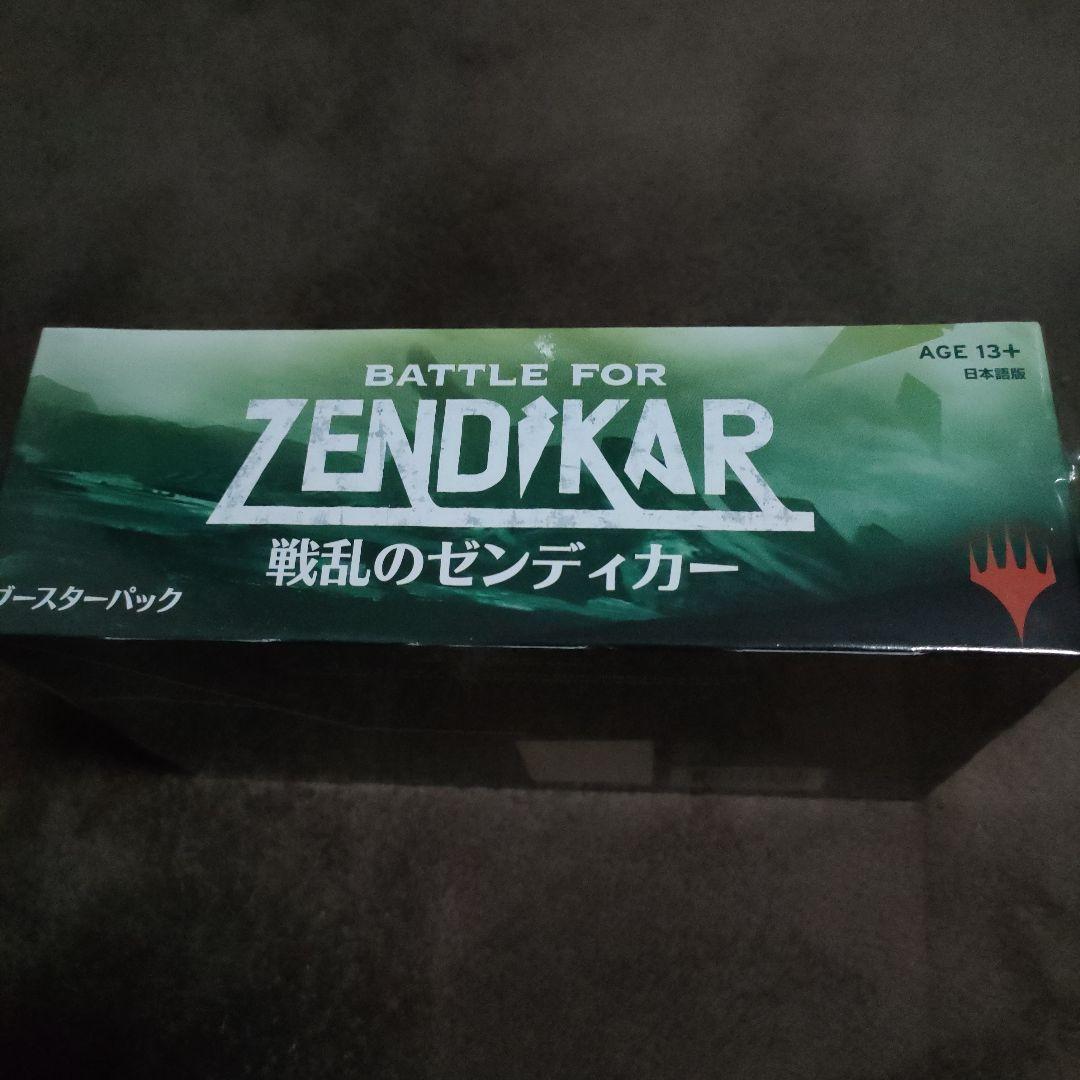 BATTLE FOR
ZENDIKAR
戦乱のゼンディカー
ブースターパック
AGE 13+
日本語版